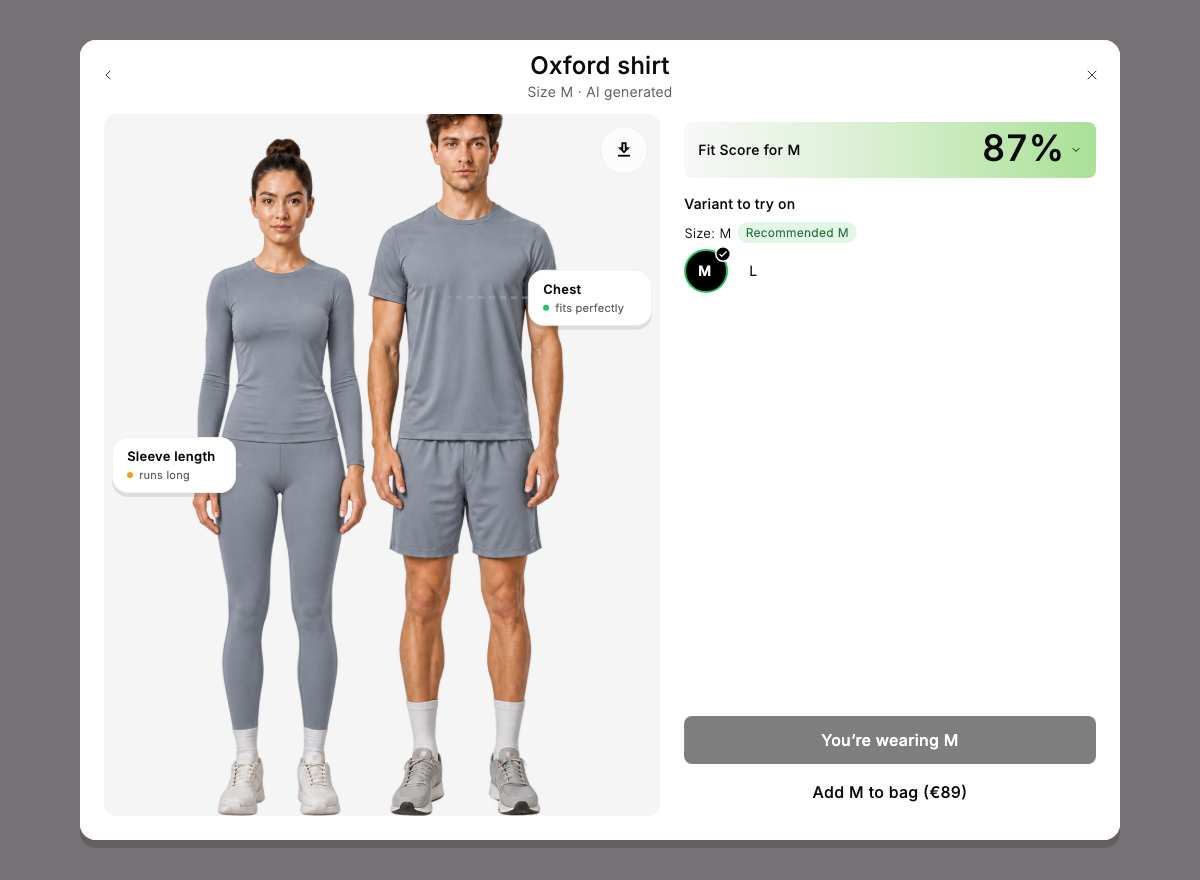 Oxford shirt
Size M · AI generated
Fit Score for M
87%
Variant to try on
Size: M
Recommended M
M
L
Chest
fits perfectly
Sleeve length
runs long
You’re wearing M
Add M to bag (€89)